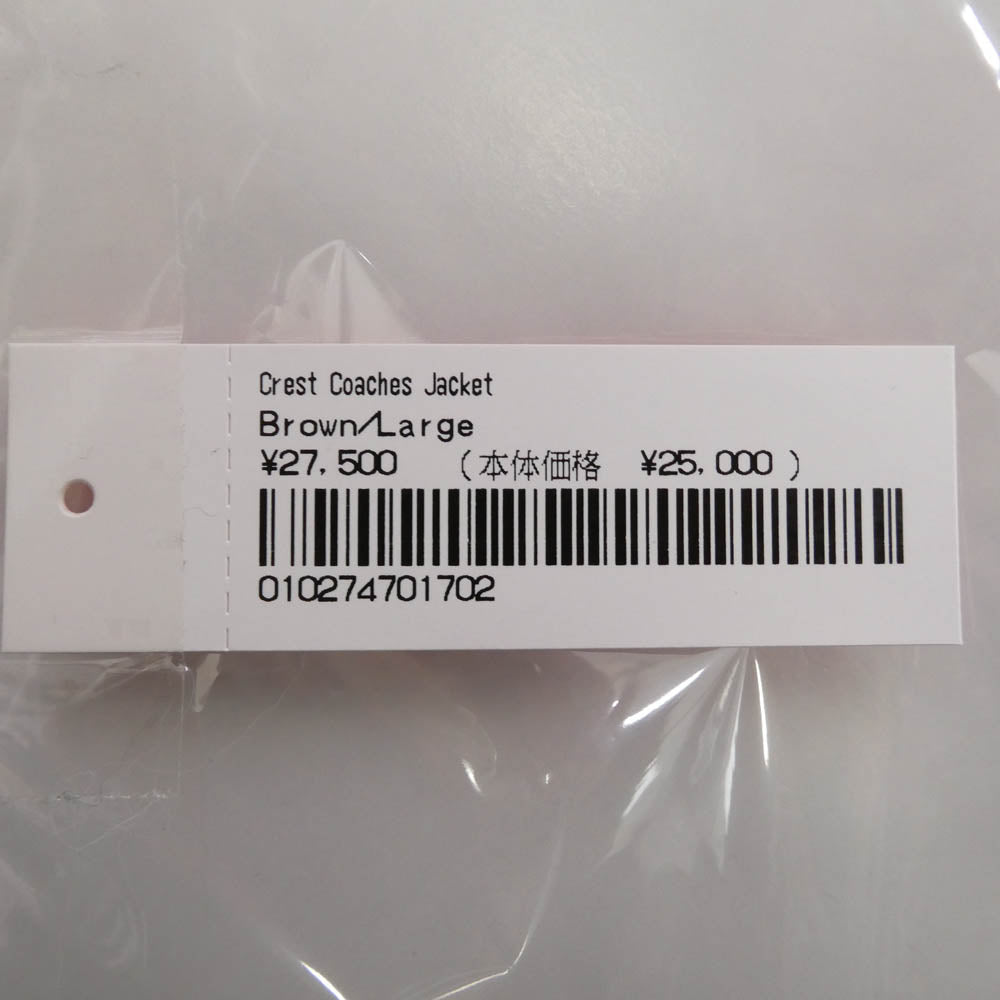 Crest Coaches Jacket
Brown/Large
¥27,500 (本体価格 ¥25,000)
010274701702